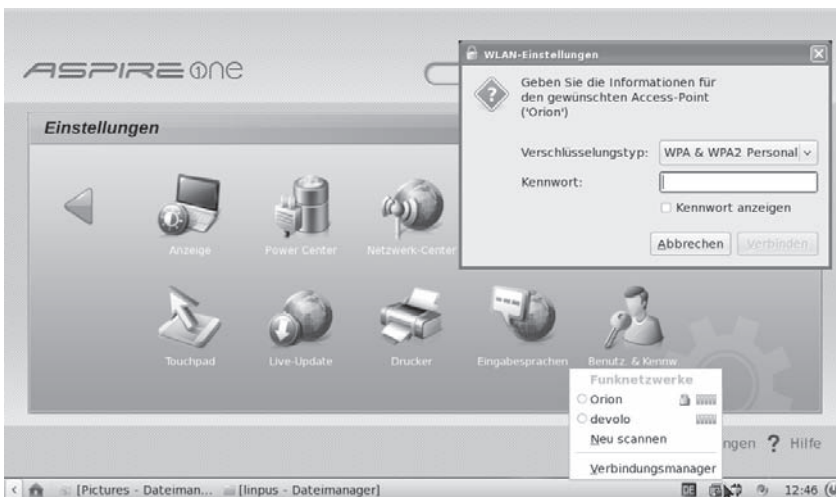 ASPIRE one
Einstellungen
Anzeige
Power Center
Netzwerk-Center
Touchpad
Live-Update
Drucker
Eingabesprachen
Benutz. & Kennw
WLAN-Einstellungen
Geben Sie die Informationen für
den gewünschten Access-Point
('Orion')
Verschlüsselungstyp: WPA & WPA2 Personal
Kennwort:
Kennwort anzeigen
Abbrechen Verbinden
Funknetzwerke
Orion
devolo
Neu scannen
Verbindungsmanager
ngen ? Hilfe
[Pictures - Dateiman... [linpus - Dateimanager] DE 12:46